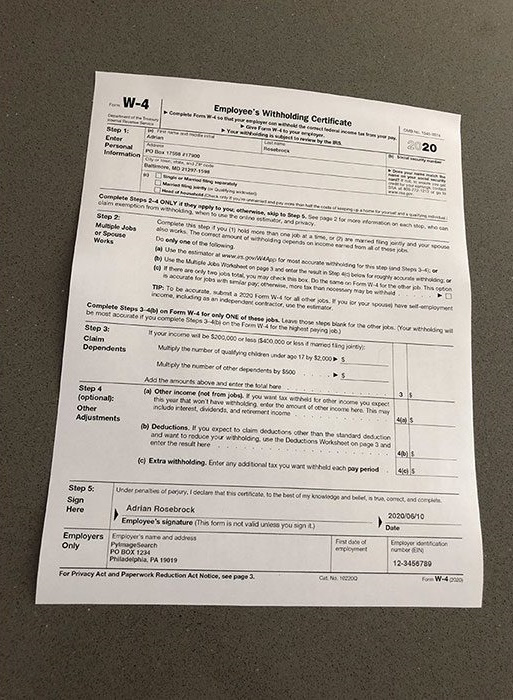 Form W-4
Department of the Treasury
Internal Revenue Service
Employee's Withholding Certificate
▶ Complete Form W-4 so that your employer can withhold the correct federal income tax from your pay.
▶ Give Form W-4 to your employer.
▶ Your withholding is subject to review by the IRS.
OMB No. 1545-0074
2020
Step 1:
Enter
Personal
Information
(a) First name and middle initial
Adrian
Last name
Rosebrock
(b) Social security number
Address
PO Box 17598 #17900
City or town, state, and ZIP code
Baltimore, MD 21297-1598
▶ Does your name match the
name on your social security
card? If not, to ensure you get
credit for your earnings, contact
SSA at 800-772-1213 or go to
www.ssa.gov.
(c)
Single or Married filing separately
Married filing jointly (or Qualifying widow(er))
Head of household (Check only if you're unmarried and pay more than half the costs of keeping up a home for yourself and a qualifying individual.)
Complete Steps 2–4 ONLY if they apply to you; otherwise, skip to Step 5. See page 2 for more information on each step, who can
claim exemption from withholding, when to use the online estimator, and privacy.
Step 2:
Multiple Jobs
or Spouse
Works
Complete this step if you (1) hold more than one job at a time, or (2) are married filing jointly and your spouse
also works. The correct amount of withholding depends on income earned from all of these jobs.
Do only one of the following.
(a) Use the estimator at www.irs.gov/W4App for most accurate withholding for this step (and Steps 3–4); or
(b) Use the Multiple Jobs Worksheet on page 3 and enter the result in Step 4(c) below for roughly accurate withholding; or
(c) If there are only two jobs total, you may check this box. Do the same on Form W-4 for the other job. This option
is accurate for jobs with similar pay; otherwise, more tax than necessary may be withheld . . . . . ▶
TIP: To be accurate, submit a 2020 Form W-4 for all other jobs. If you (or your spouse) have self-employment
income, including as an independent contractor, use the estimator.
Complete Steps 3–4(b) on Form W-4 for only ONE of these jobs. Leave those steps blank for the other jobs. (Your withholding will
be most accurate if you complete Steps 3–4(b) on the Form W-4 for the highest paying job.)
Step 3:
Claim
Dependents
If your income will be $200,000 or less ($400,000 or less if married filing jointly):
Multiply the number of qualifying children under age 17 by $2,000 ▶ $
Multiply the number of other dependents by $500 . . . . ▶ $
Add the amounts above and enter the total here . . . . . . 3 $
Step 4
(optional):
Other
Adjustments
(a) Other income (not from jobs). If you want tax withheld for other income you expect
this year that won't have withholding, enter the amount of other income here. This may
include interest, dividends, and retirement income . . . . . 4(a) $
(b) Deductions. If you expect to claim deductions other than the standard deduction
and want to reduce your withholding, use the Deductions Worksheet on page 3 and
enter the result here . . . . . 4(b) $
(c) Extra withholding. Enter any additional tax you want withheld each pay period . 4(c) $
Step 5:
Sign
Here
Under penalties of perjury, I declare that this certificate, to the best of my knowledge and belief, is true, correct, and complete.
Adrian Rosebrock
2020/06/10
Employee's signature (This form is not valid unless you sign it.)
Date
Employers
Only
Employer's name and address
PyImageSearch
PO BOX 1234
Philadelphia, PA 19019
First date of
employment
Employer identification
number (EIN)
12-3456789
For Privacy Act and Paperwork Reduction Act Notice, see page 3.
Cat. No. 10220Q
Form W-4 (2020)